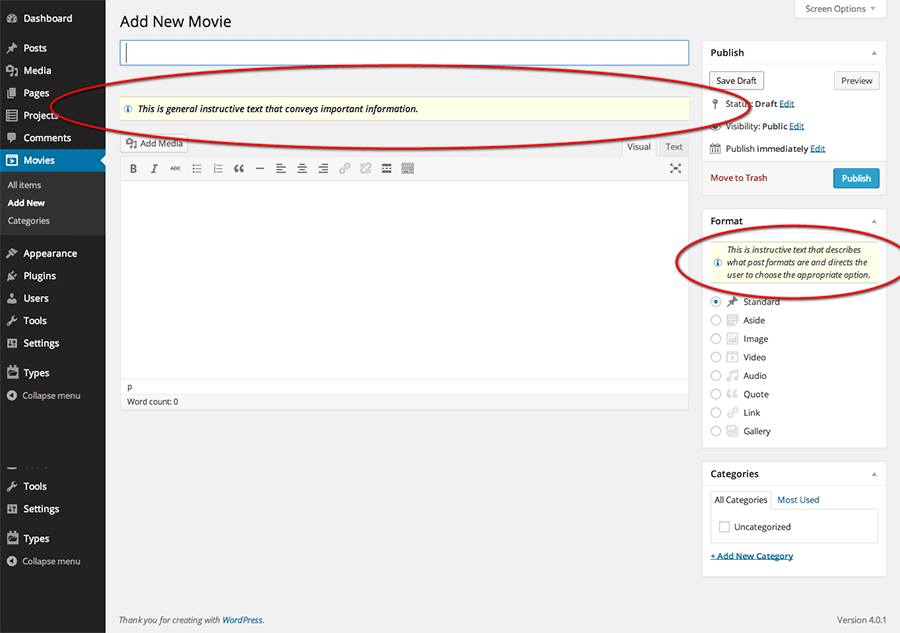 Screen Options
Dashboard
Posts
Media
Pages
Projects
Comments
Movies
All items
Add New
Categories
Appearance
Plugins
Users
Tools
Settings
Types
Collapse menu
Tools
Settings
Types
Collapse menu
Add New Movie
This is general instructive text that conveys important information.
Add Media
Visual Text
B I ABC
p
Word count: 0
Publish
Save Draft Preview
Status: Draft Edit
Visibility: Public Edit
Publish immediately Edit
Move to Trash Publish
Format
This is instructive text that describes
what post formats are and directs the
user to choose the appropriate option.
Standard
Aside
Image
Video
Audio
Quote
Link
Gallery
Categories
All Categories Most Used
Uncategorized
+ Add New Category
Thank you for creating with WordPress.
Version 4.0.1